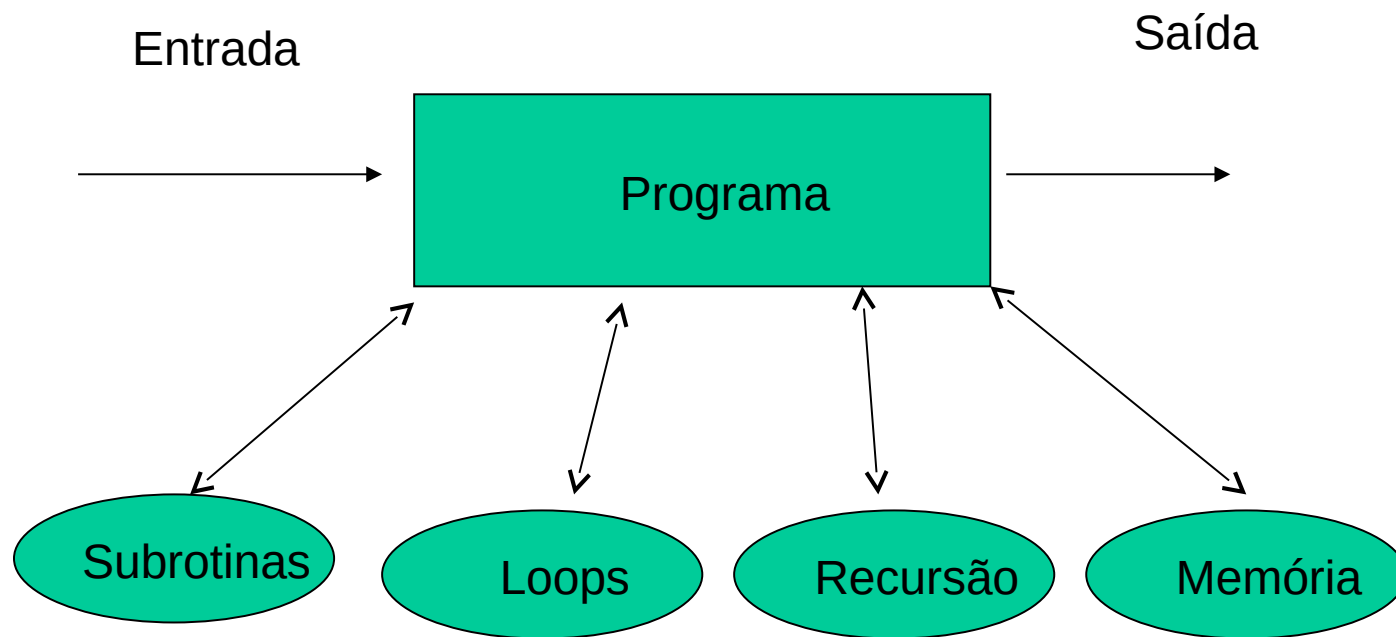 Entrada
Saída
Programa
Subrotinas
Loops
Recursão
Memória